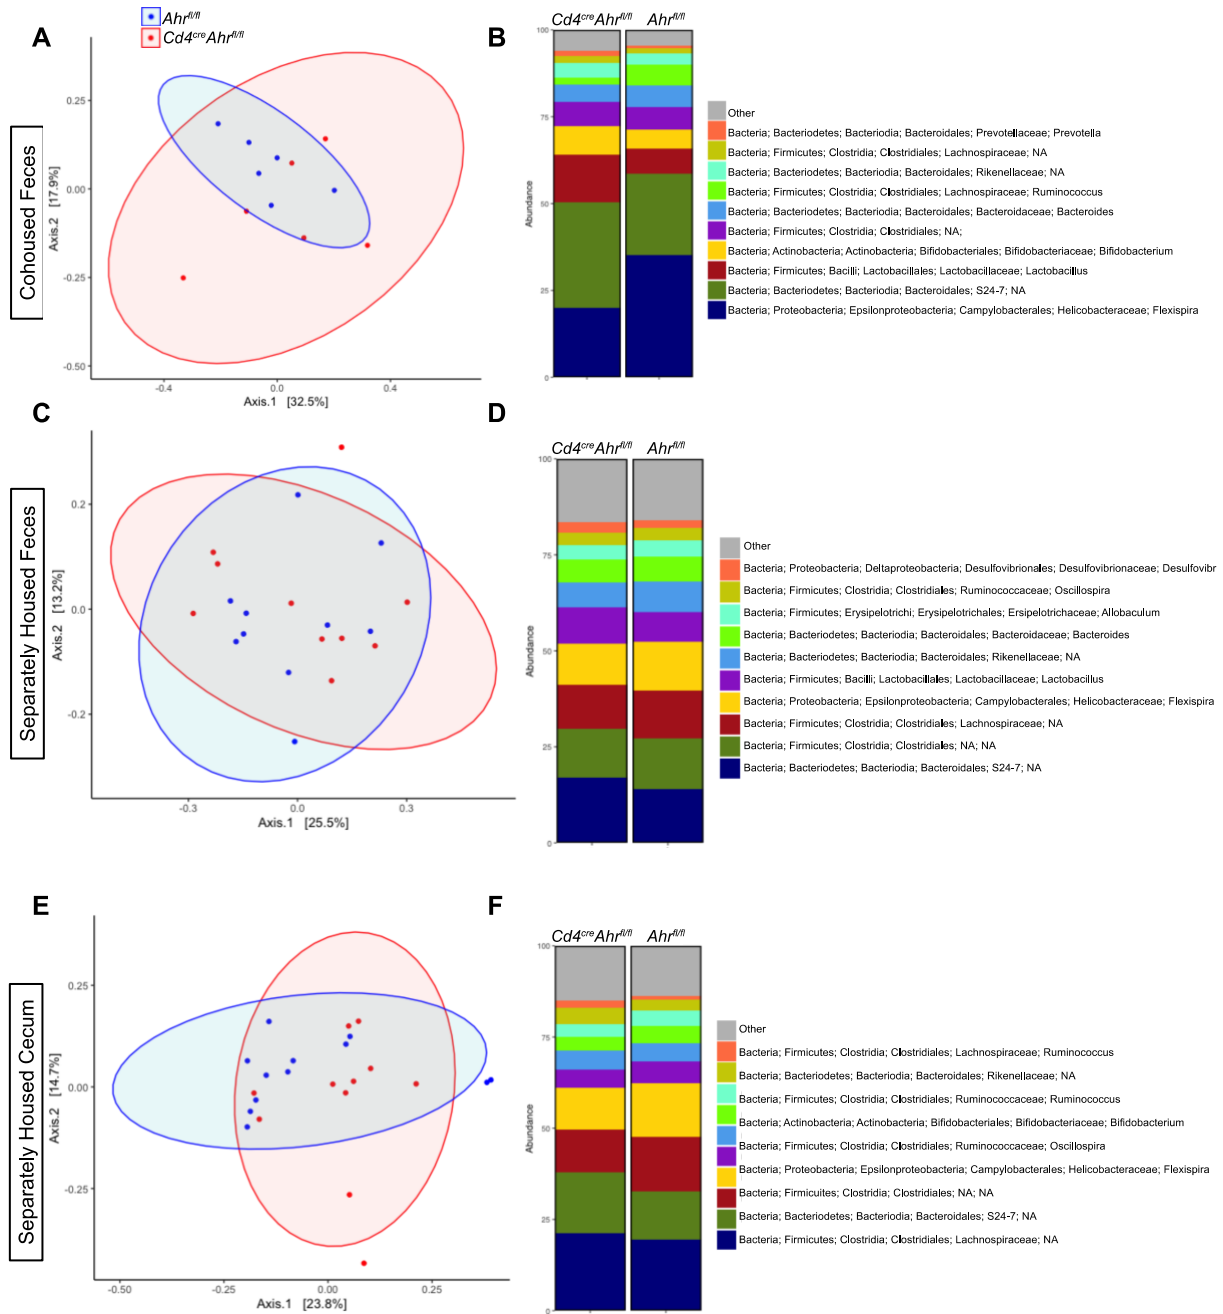 Ahrfl/fl
Cd4creAhrfl/fl
A
Cohoused Feces
Axis.2 [17.9%]
0.25
0.00
-0.25
-0.50
-0.4
0.0
0.4
Axis.1 [32.5%]
B
Cd4creAhrfl/fl
Ahrfl/fl
Abundance
100
75
50
25
0
Other
Bacteria; Bacteriodetes; Bacteriodia; Bacteroidales; Prevotellaceae; Prevotella
Bacteria; Firmicutes; Clostridia; Clostridiales; Lachnospiraceae; NA
Bacteria; Bacteriodetes; Bacteriodia; Bacteroidales; Rikenellaceae; NA
Bacteria; Firmicutes; Clostridia; Clostridiales; Lachnospiraceae; Ruminococcus
Bacteria; Bacteriodetes; Bacteriodia; Bacteroidales; Bacteroidaceae; Bacteroides
Bacteria; Firmicutes; Clostridia; Clostridiales; NA;
Bacteria; Actinobacteria; Actinobacteria; Bifidobacteriales; Bifidobacteriaceae; Bifidobacterium
Bacteria; Firmicutes; Bacilli; Lactobacillales; Lactobacillaceae; Lactobacillus
Bacteria; Bacteriodetes; Bacteriodia; Bacteroidales; S24-7; NA
Bacteria; Proteobacteria; Epsilonproteobacteria; Campylobacterales; Helicobacteraceae; Flexispira
C
Separately Housed Feces
Axis.2 [13.2%]
0.2
0.0
-0.2
-0.3
0.0
0.3
Axis.1 [25.5%]
D
Cd4creAhrfl/fl
Ahrfl/fl
Abundance
100
75
50
25
0
Other
Bacteria; Proteobacteria; Deltaproteobacteria; Desulfovibrionales; Desulfovibrionaceae; Desulfovibr
Bacteria; Firmicutes; Clostridia; Clostridiales; Ruminococcaceae; Oscillospira
Bacteria; Firmicutes; Erysipelotrichi; Erysipelotrichales; Ersipelotrichaceae; Allobaculum
Bacteria; Bacteriodetes; Bacteriodia; Bacteroidales; Bacteroidaceae; Bacteroides
Bacteria; Bacteriodetes; Bacteriodia; Bacteroidales; Rikenellaceae; NA
Bacteria; Firmicutes; Bacilli; Lactobacillales; Lactobacillaceae; Lactobacillus
Bacteria; Proteobacteria; Epsilonproteobacteria; Campylobacterales; Helicobacteraceae; Flexispira
Bacteria; Firmicutes; Clostridia; Clostridiales; Lachnospiraceae; NA
Bacteria; Firmicutes; Clostridia; Clostridiales; NA; NA
Bacteria; Bacteriodetes; Bacteriodia; Bacteroidales; S24-7; NA
E
Separately Housed Cecum
Axis.2 [14.7%]
0.25
0.00
-0.25
-0.50
-0.25
0.00
0.25
Axis.1 [23.8%]
F
Cd4creAhrfl/fl
Ahrfl/fl
Abundance
100
75
50
25
0
Other
Bacteria; Firmicutes; Clostridia; Clostridiales; Lachnospiraceae; Ruminococcus
Bacteria; Bacteriodetes; Bacteriodia; Bacteroidales; Rikenellaceae; NA
Bacteria; Firmicutes; Clostridia; Clostridiales; Ruminococcaceae; Ruminococcus
Bacteria; Actinobacteria; Actinobacteria; Bifidobacteriales; Bifidobacteriaceae; Bifidobacterium
Bacteria; Firmicutes; Clostridia; Clostridiales; Ruminococcaceae; Oscillospira
Bacteria; Proteobacteria; Epsilonproteobacteria; Campylobacterales; Helicobacteraceae; Flexispira
Bacteria; Firmicuites; Clostridia; Clostridiales; NA; NA
Bacteria; Bacteriodetes; Bacteriodia; Bacteroidales; S24-7; NA
Bacteria; Firmicutes; Clostridia; Clostridiales; Lachnospiraceae; NA